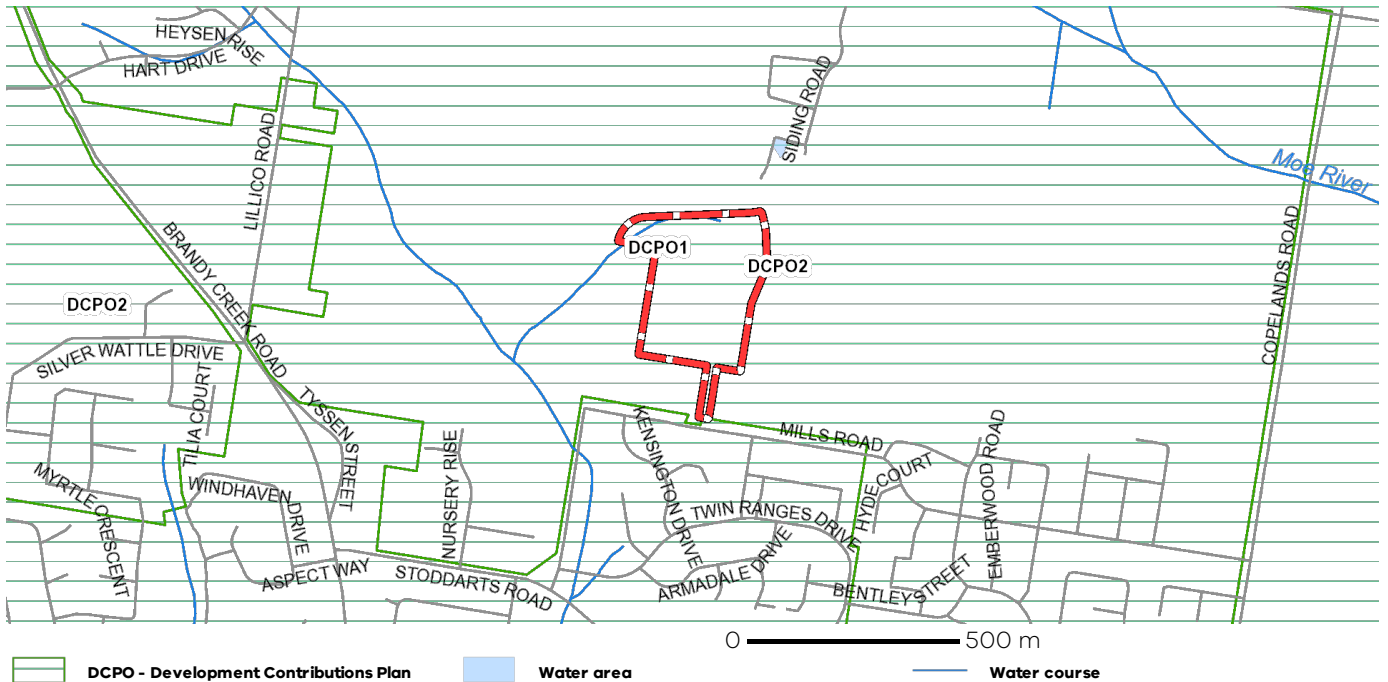 HEYSEN RISE
HART DRIVE
LILLICO ROAD
SIDING ROAD
Moe River
BRANDY CREEK ROAD
DCPO1
DCPO2
COPELANDS ROAD
DCPO2
SILVER WATTLE DRIVE
TILIA COURT
TYSSEN STREET
KENSINGTON DRIVE
MILLS ROAD
NURSERY RISE
HYDE COURT
EMBERWOOD ROAD
MYRTLE CRESCENT
WINDHAVEN DRIVE
TWIN RANGES DRIVE
ASPECT WAY
STODDARTS ROAD
ARMADALE DRIVE
BENTLEY STREET
0 500 m
DCPO - Development Contributions Plan
Water area
Water course